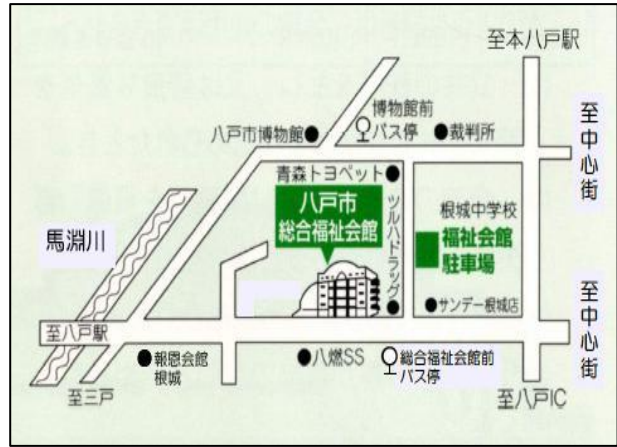 至本八戸駅
八戸市博物館
博物館前
バス停
裁判所
至中心街
青森トヨペット
八戸市
総合福祉会館
ツルハドラッグ
根城中学校
福祉会館
駐車場
馬淵川
サンデー根城店
至中心街
至八戸駅
報恩会館
根城
八燃SS
総合福祉会館前
バス停
至三戸
至八戸IC